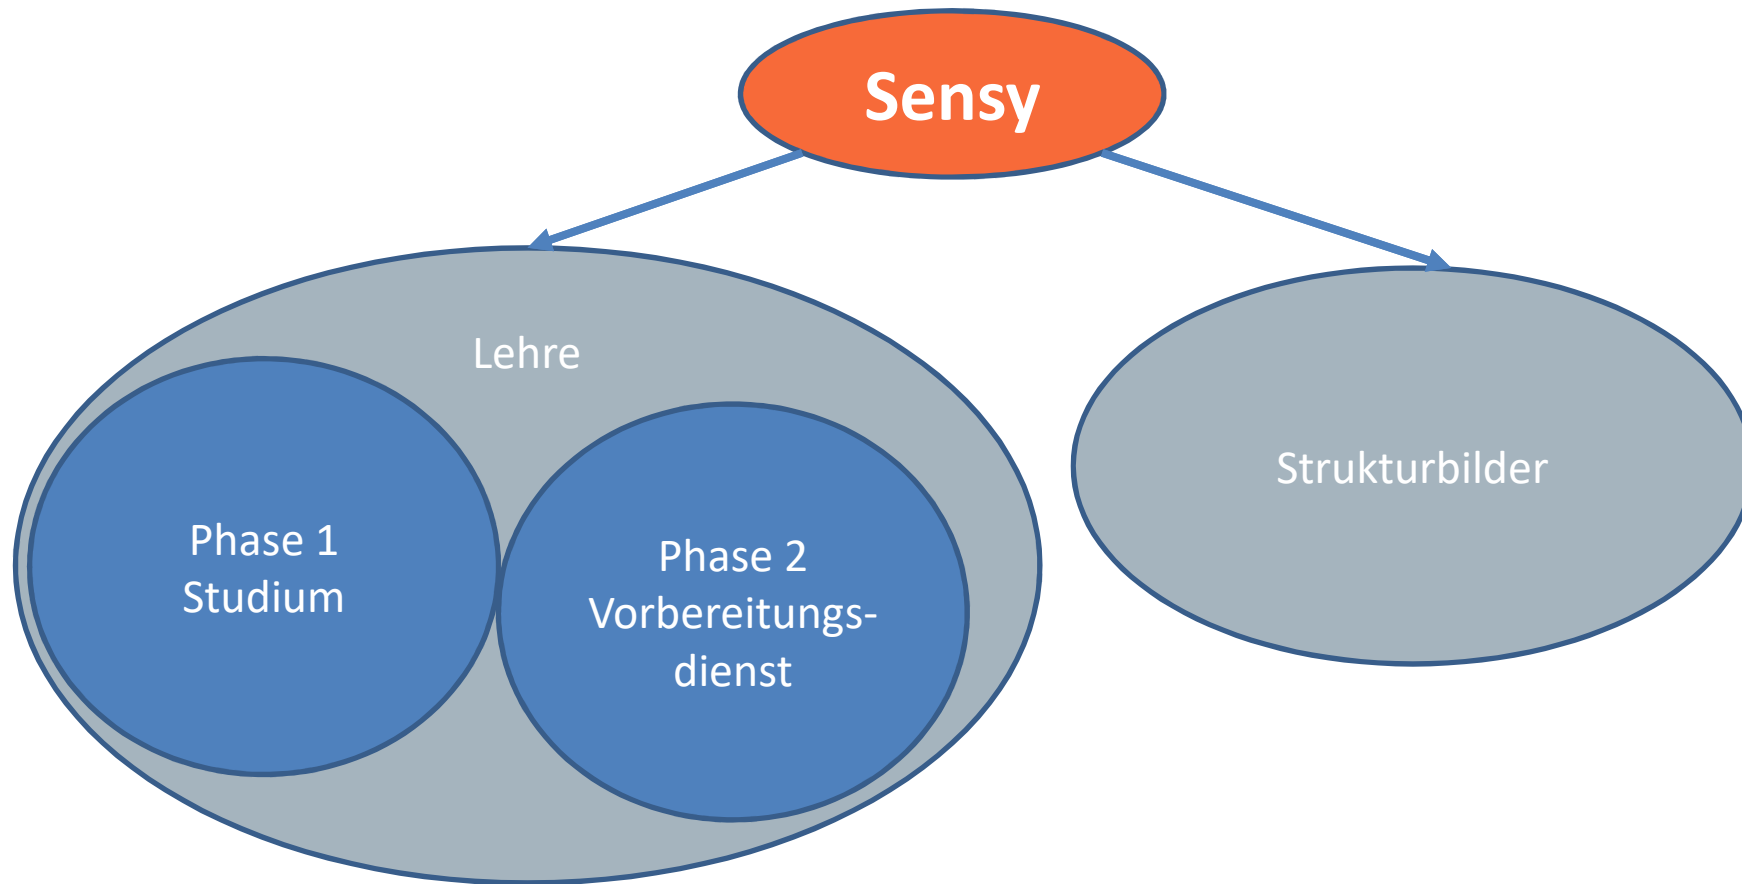 Sensy
Lehre
Phase 1
Studium
Phase 2
Vorbereitungs-
dienst
Strukturbilder